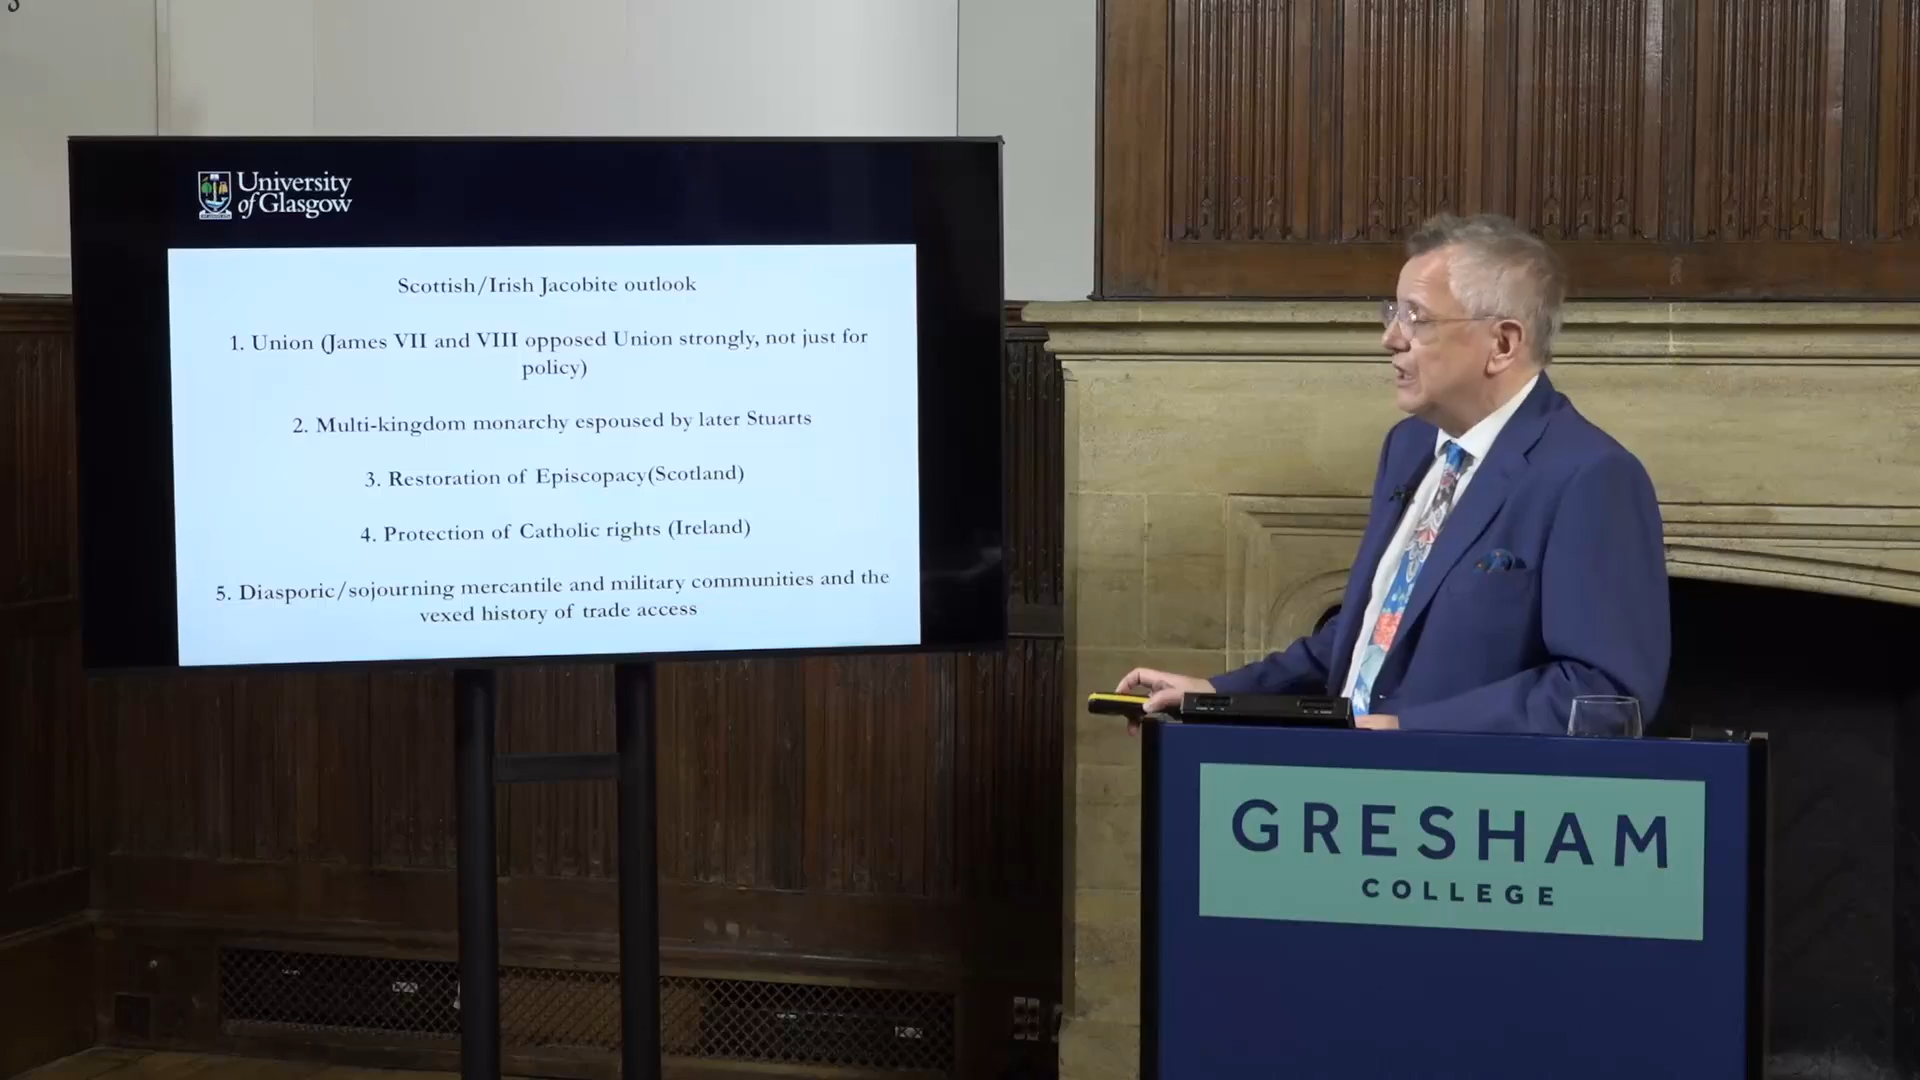 University
of Glasgow
Scottish/Irish Jacobite outlook
1. Union (James VII and VIII opposed Union strongly, not just for
policy)
2. Multi-kingdom monarchy espoused by later Stuarts
3. Restoration of Episcopacy(Scotland)
4. Protection of Catholic rights (Ireland)
5. Diasporic/sojourning mercantile and military communities and the
vexed history of trade access
GRESHAM
COLLEGE